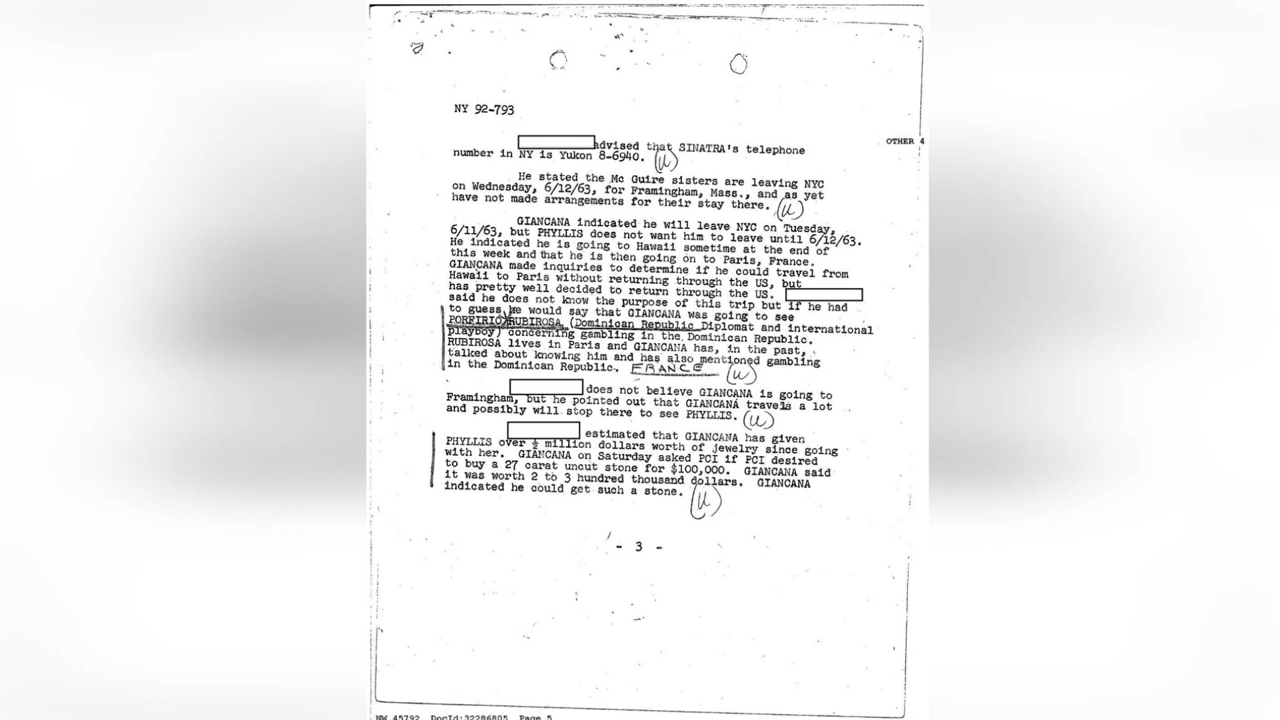 NY 92-793
OTHER 4
advised that SINATRA's telephone
number in NY is Yukon 8-6940. (U)
He stated the Mc Guire sisters are leaving NYC
on Wednesday, 6/12/63, for Framingham, Mass., and as yet
have not made arrangements for their stay there. (U)
GIANCANA indicated he will leave NYC on Tuesday,
6/11/63, but PHYLLIS does not want him to leave until 6/12/63.
He indicated he is going to Hawaii sometime at the end of
this week and that he is then going on to Paris, France.
GIANCANA made inquiries to determine if he could travel from
Hawaii to Paris without returning through the US, but
has pretty well decided to return through the US.
said he does not know the purpose of this trip but if he had
to guess, he would say that GIANCANA was going to see
PORFIRIO RUBIROSA (Dominican Republic Diplomat and international
playboy) concerning gambling in the Dominican Republic.
RUBIROSA lives in Paris and GIANCANA has, in the past,
talked about knowing him and has also mentioned gambling
in the Dominican Republic. FRANCE (U)
does not believe GIANCANA is going to
Framingham, but he pointed out that GIANCANA travels a lot
and possibly will stop there to see PHYLLIS. (U)
estimated that GIANCANA has given
PHYLLIS over ½ million dollars worth of jewelry since going
with her. GIANCANA on Saturday asked PCI if PCI desired
to buy a 27 carat uncut stone for $100,000. GIANCANA said
it was worth 2 to 3 hundred thousand dollars. GIANCANA
indicated he could get such a stone. (U)
- 3 -
NW 45792 DocId:32286805 Page 5